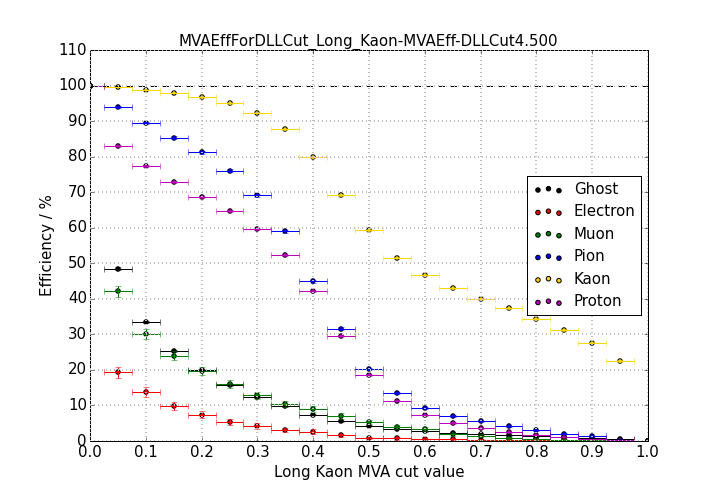 MVAEffForDLLCut_Long_Kaon-MVAEff-DLLCut4.500
110
100
90
80
70
60
50
40
30
20
10
0
Efficiency / %
Ghost
Electron
Muon
Pion
Kaon
Proton
0.0 0.1 0.2 0.3 0.4 0.5 0.6 0.7 0.8 0.9 1.0
Long Kaon MVA cut value